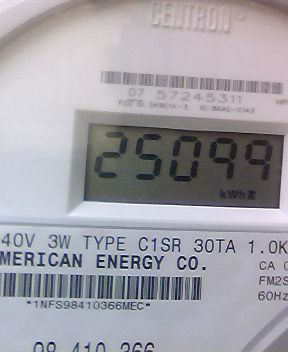 CENTRON®
07 57245311
25099
kWh
40V 3W TYPE C1SR 30TA 1.0K
MERICAN ENERGY CO.
CA
FM2S
60Hz
*1NFS98410366MEC*
98 410 366